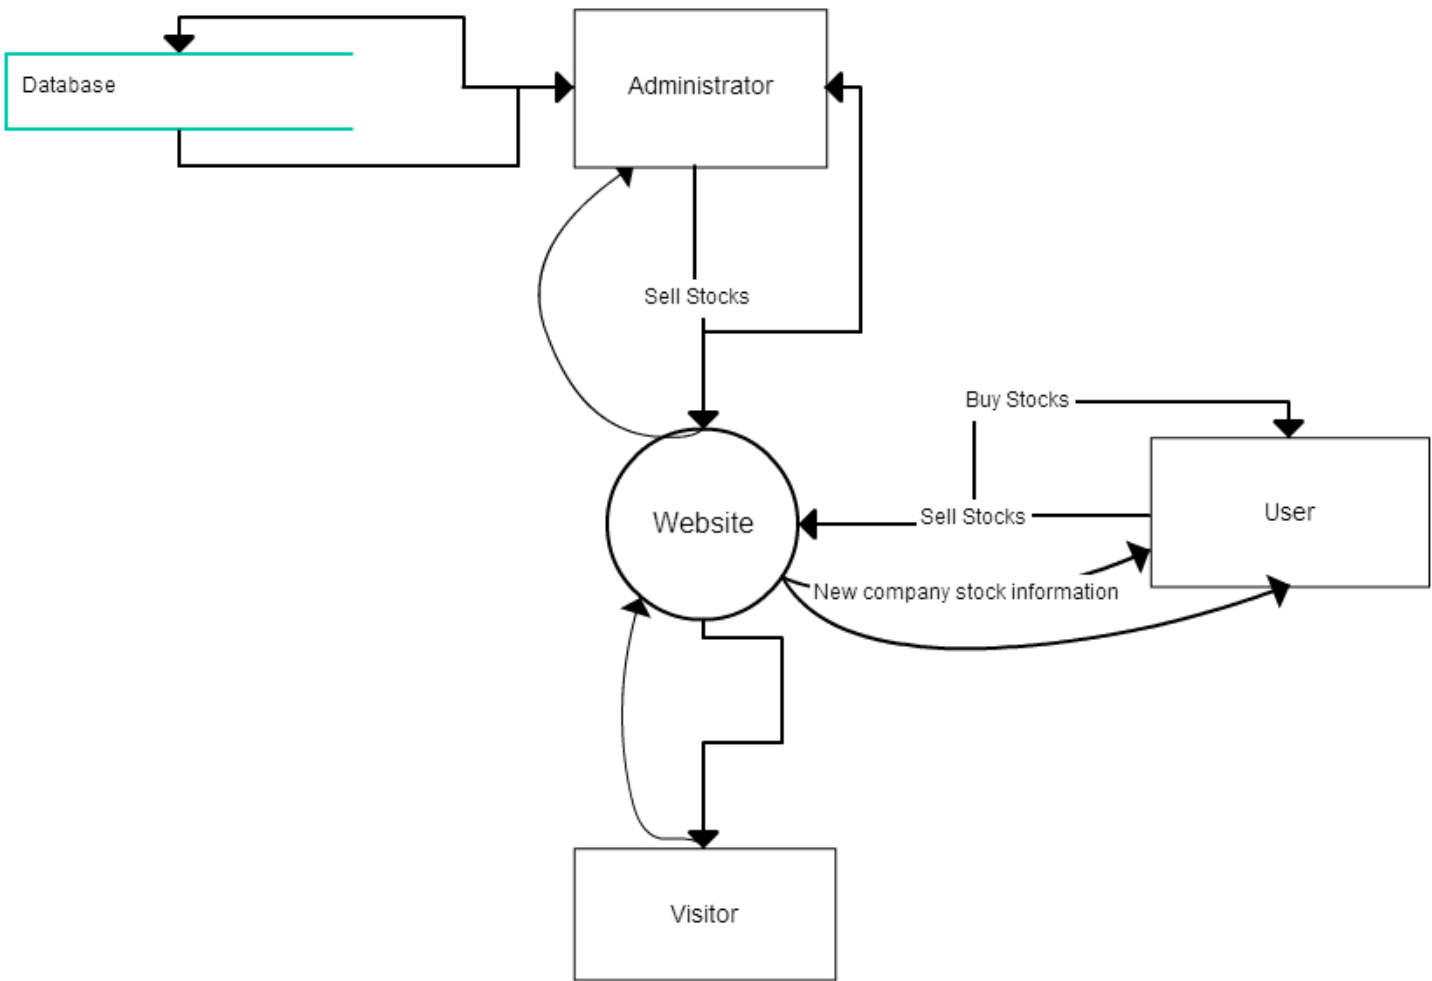 Database
Administrator
Sell Stocks
Buy Stocks
Website
Sell Stocks
User
New company stock information
Visitor